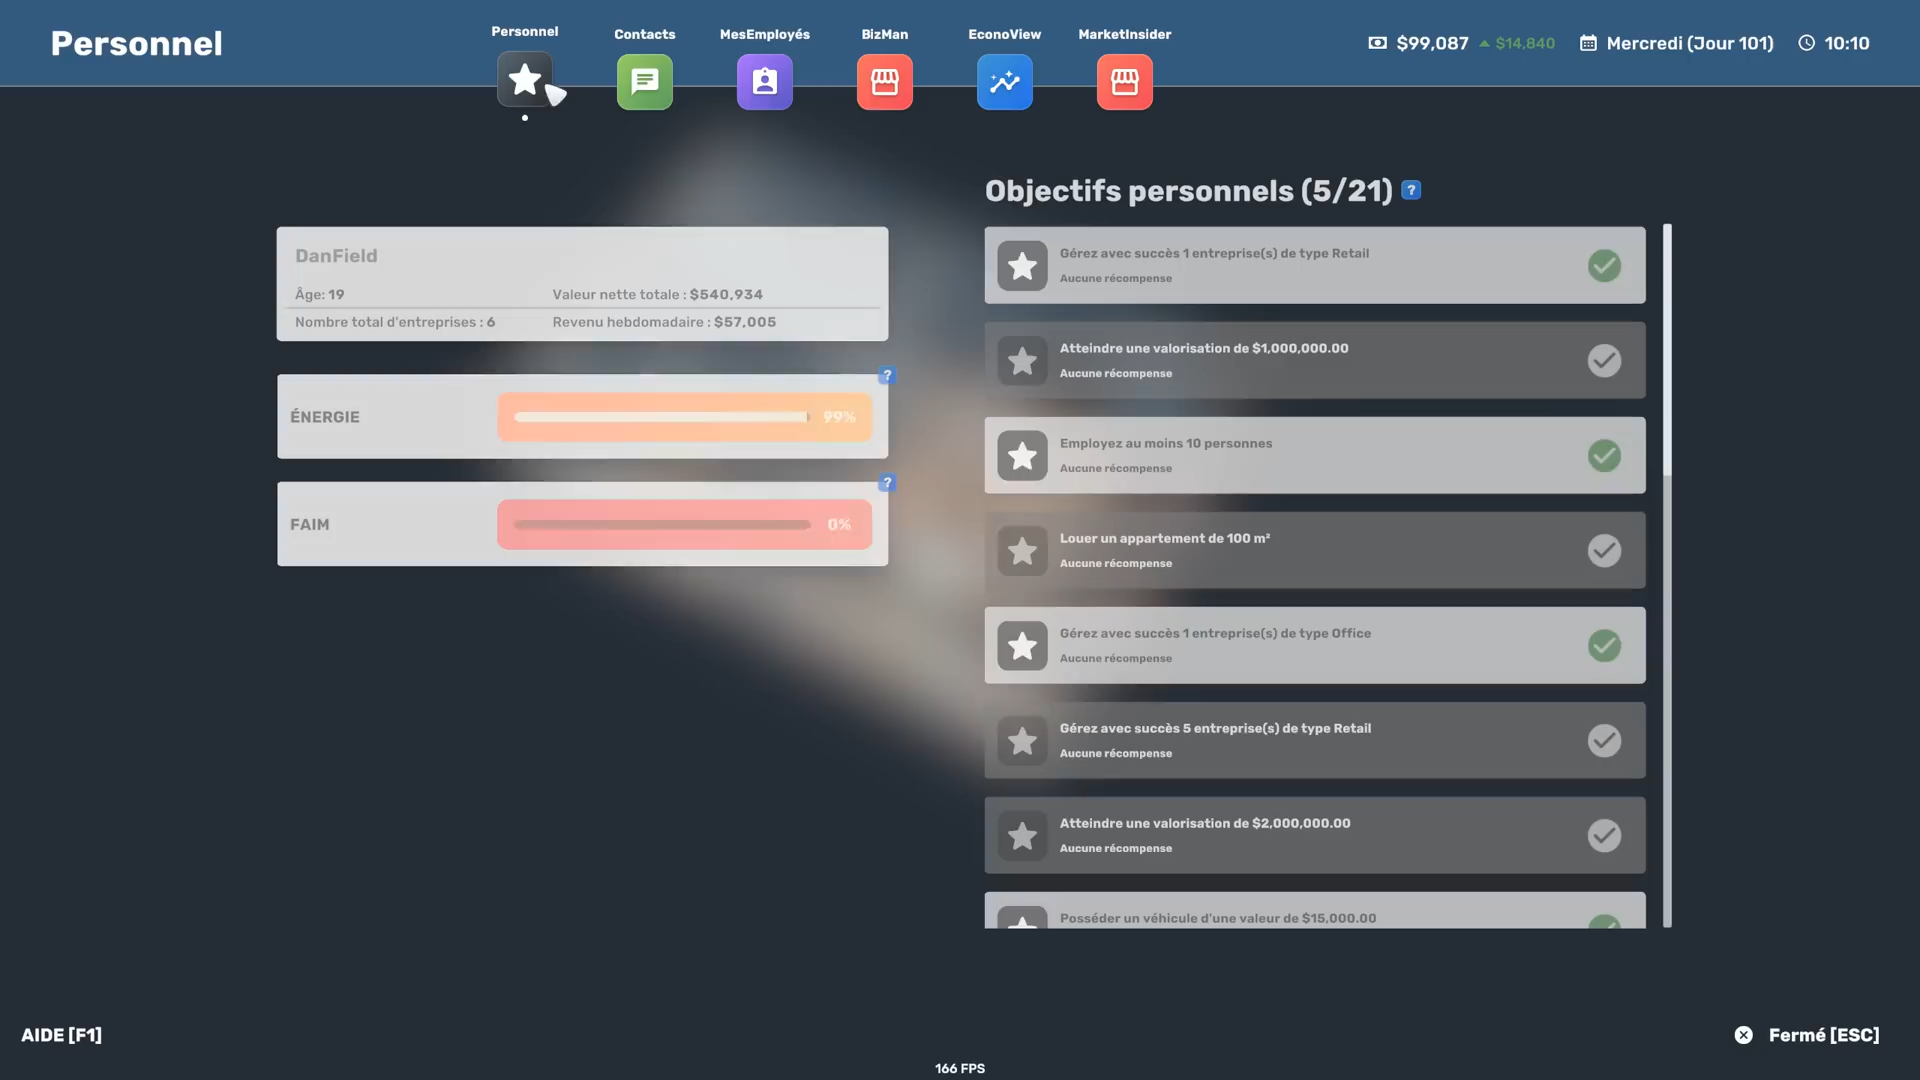 Personnel
Personnel
Contacts
MesEmployés
BizMan
EconoView
MarketInsider
$99,087
$14,840
Mercredi (Jour 101)
10:10
DanField
Âge: 19
Valeur nette totale : $540,934
Nombre total d'entreprises : 6
Revenu hebdomadaire : $57,005
?
ÉNERGIE
99%
?
FAIM
0%
Objectifs personnels (5/21) ?
Gérez avec succès 1 entreprise(s) de type Retail
Aucune récompense
Atteindre une valorisation de $1,000,000.00
Aucune récompense
Employez au moins 10 personnes
Aucune récompense
Louer un appartement de 100 m²
Aucune récompense
Gérez avec succès 1 entreprise(s) de type Office
Aucune récompense
Gérez avec succès 5 entreprise(s) de type Retail
Aucune récompense
Atteindre une valorisation de $2,000,000.00
Aucune récompense
Posséder un véhicule d'une valeur de $15,000.00
AIDE [F1]
Fermé [ESC]
166 FPS